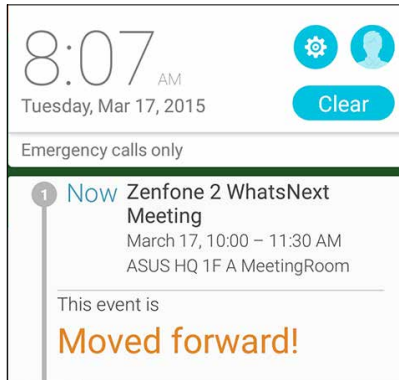 8:07 AM
Tuesday, Mar 17, 2015
Clear
Emergency calls only
1 Now Zenfone 2 WhatsNext
Meeting
March 17, 10:00 – 11:30 AM
ASUS HQ 1F A MeetingRoom
This event is
Moved forward!